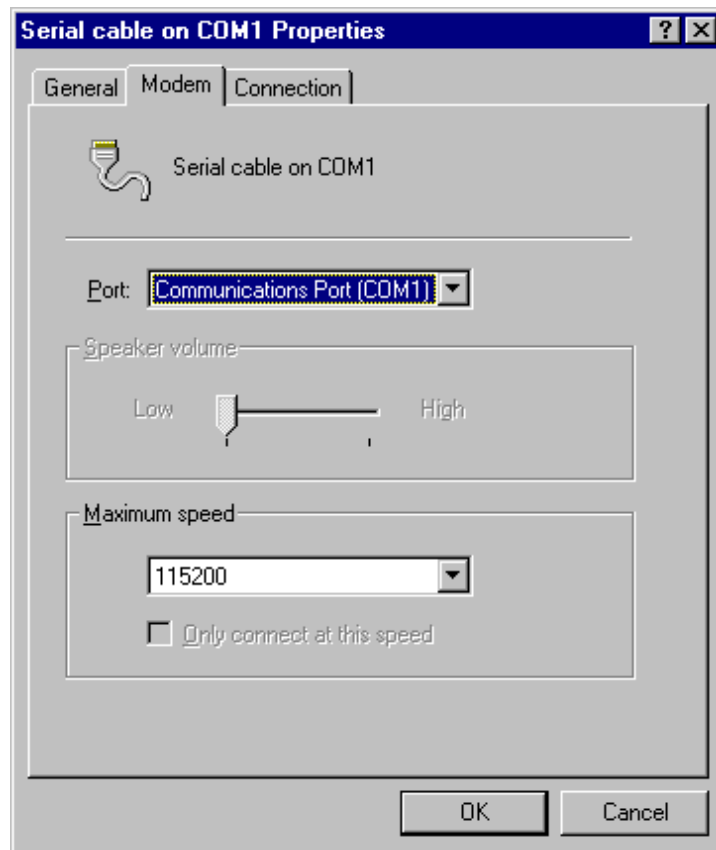 Serial cable on COM1 Properties
General Modem Connection
Serial cable on COM1
Port: Communications Port (COM1)
Speaker volume
Low High
Maximum speed
115200
Only connect at this speed
OK Cancel